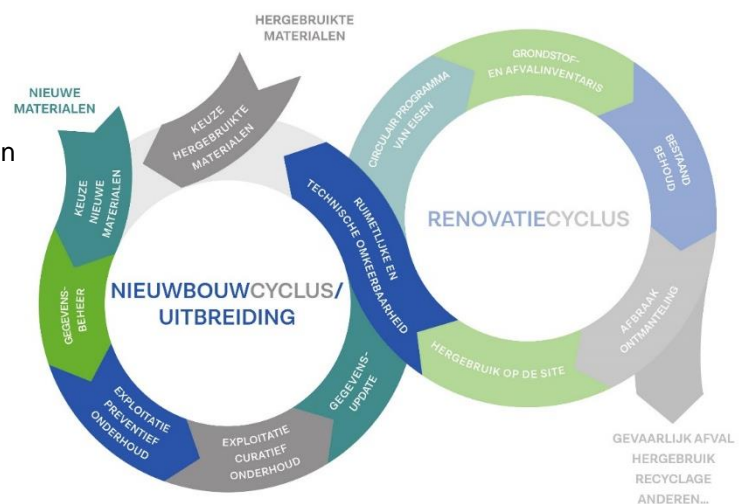 HERGEBRUIKTE
MATERIALEN
NIEUWE
MATERIALEN
n
KEUZE
HERGEBRUIKTE
MATERIALEN
KEUZE
NIEUWE
MATERIALEN
GEGEVENS-
BEHEER
EXPLOITATIE
PREVENTIEF
ONDERHOUD
EXPLOITATIE
CURATIEF
ONDERHOUD
GEGEVENS-
UPDATE
NIEUWBOUWCYCLUS/
UITBREIDING
RUIMETLIJKE EN
TECHNISCHE OMKEERBAARHEID
CIRCULAIR PROGRAMMA
VAN EISEN
GRONDSTOF-
EN AFVALINVENTARIS
BESTAAND
BEHOUD
RENOVATIECYCLUS
AFBRAAK
ONTMANTELING
HERGEBRUIK OP DE SITE
GEVAARLIJK AFVAL
HERGEBRUIK
RECYCLAGE
ANDEREN...